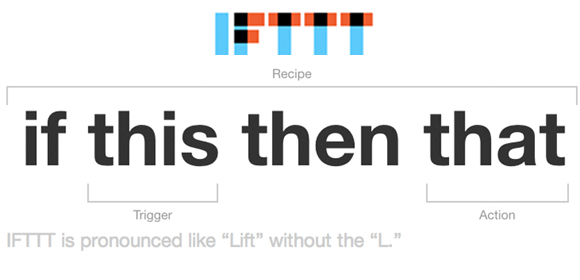 IFTTT
Recipe
if this then that
Trigger Action
IFTTT is pronounced like “Lift” without the “L.”